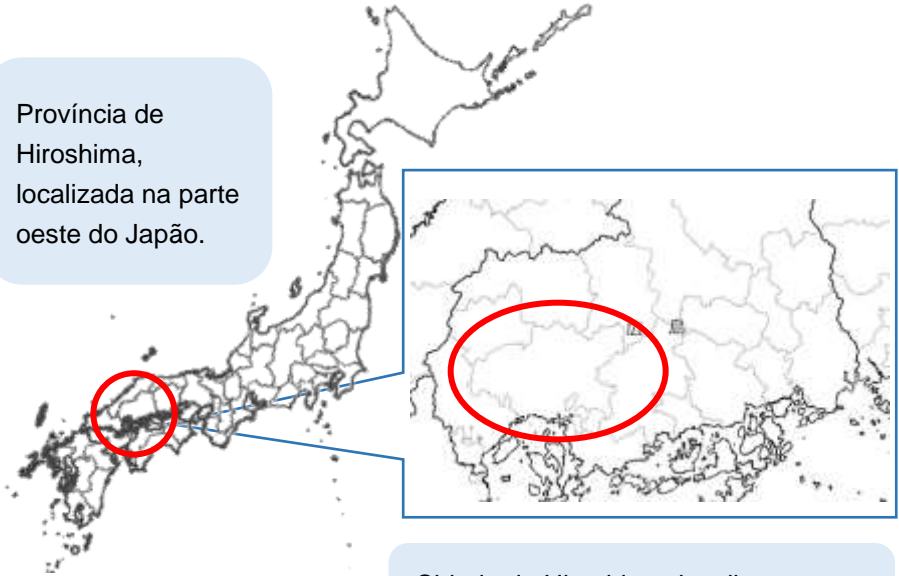 Província de
Hiroshima,
localizada na parte
oeste do Japão.